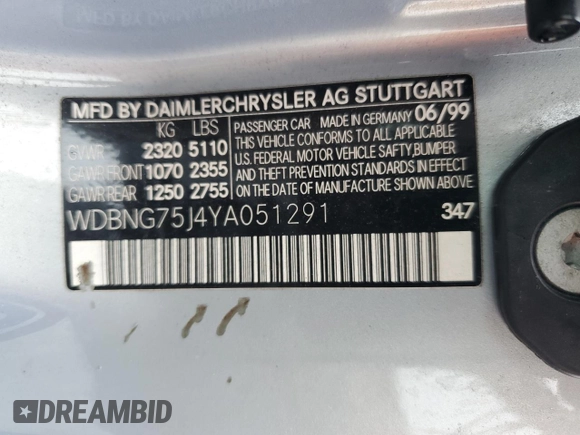 MFD BY DAIMLERCHRYSLER AG STUTTGART
KG LBS
GVWR 2320 5110
GAWR FRONT 1070 2355
GAWR REAR 1250 2755
PASSENGER CAR MADE IN GERMANY 06/99
THIS VEHICLE CONFORMS TO ALL APPLICABLE
U.S. FEDERAL MOTOR VEHICLE SAFTY, BUMPER
AND THEFT PREVENTION STANDARDS IN EFFECT
ON THE DATE OF MANUFACTURE SHOWN ABOVE
WDBNG75J4YA051291 347
DREAMBID